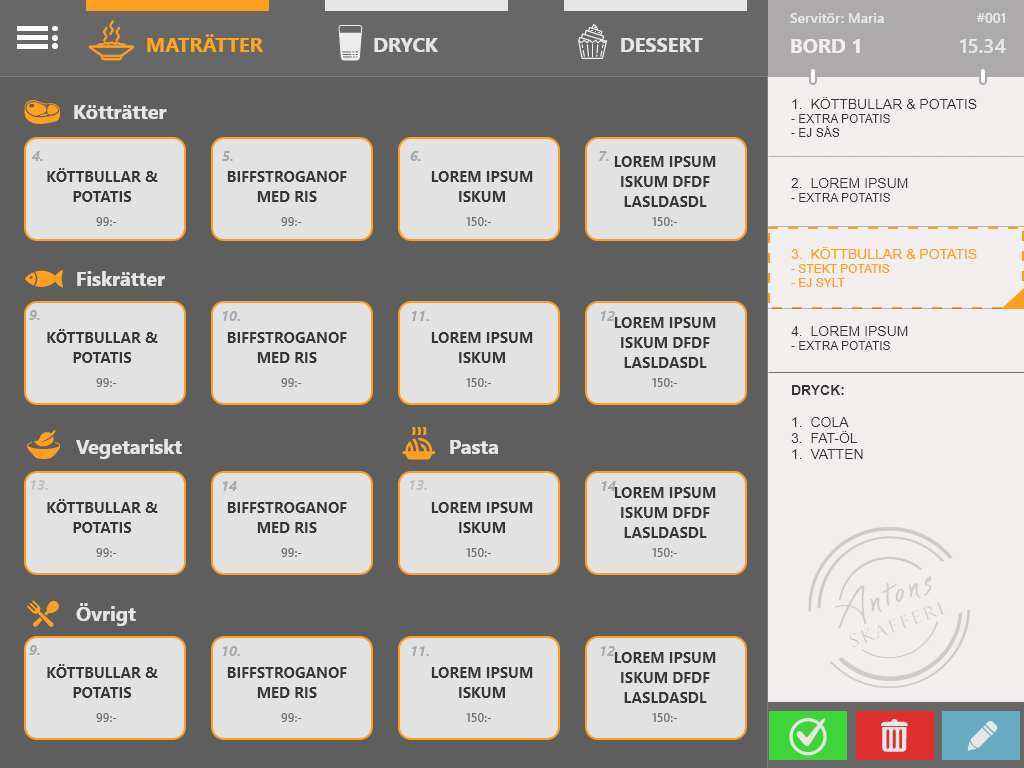 MATRÄTTER
DRYCK
DESSERT
Kötträtter
4.
KÖTTBULLAR &
POTATIS
99:-
5.
BIFFSTROGANOF
MED RIS
99:-
6.
LOREM IPSUM
ISKUM
150:-
7.
LOREM IPSUM
ISKUM DFDF
LASLDASDL
150:-
Fiskrätter
9.
KÖTTBULLAR &
POTATIS
99:-
10.
BIFFSTROGANOF
MED RIS
99:-
11.
LOREM IPSUM
ISKUM
150:-
12
LOREM IPSUM
ISKUM DFDF
LASLDASDL
150:-
Vegetariskt
Pasta
13.
KÖTTBULLAR &
POTATIS
99:-
14
BIFFSTROGANOF
MED RIS
99:-
13.
LOREM IPSUM
ISKUM
150:-
14
LOREM IPSUM
ISKUM DFDF
LASLDASDL
150:-
Övrigt
9.
KÖTTBULLAR &
POTATIS
99:-
10.
BIFFSTROGANOF
MED RIS
99:-
11.
LOREM IPSUM
ISKUM
150:-
12
LOREM IPSUM
ISKUM DFDF
LASLDASDL
150:-
Servitör: Maria #001
BORD 1 15.34
1. KÖTTBULLAR & POTATIS
- EXTRA POTATIS
- EJ SÅS
2. LOREM IPSUM
- EXTRA POTATIS
3. KÖTTBULLAR & POTATIS
- STEKT POTATIS
- EJ SYLT
4. LOREM IPSUM
- EXTRA POTATIS
DRYCK:
1. COLA
3. FAT-ÖL
1. VATTEN
Antons
SKAFFERI